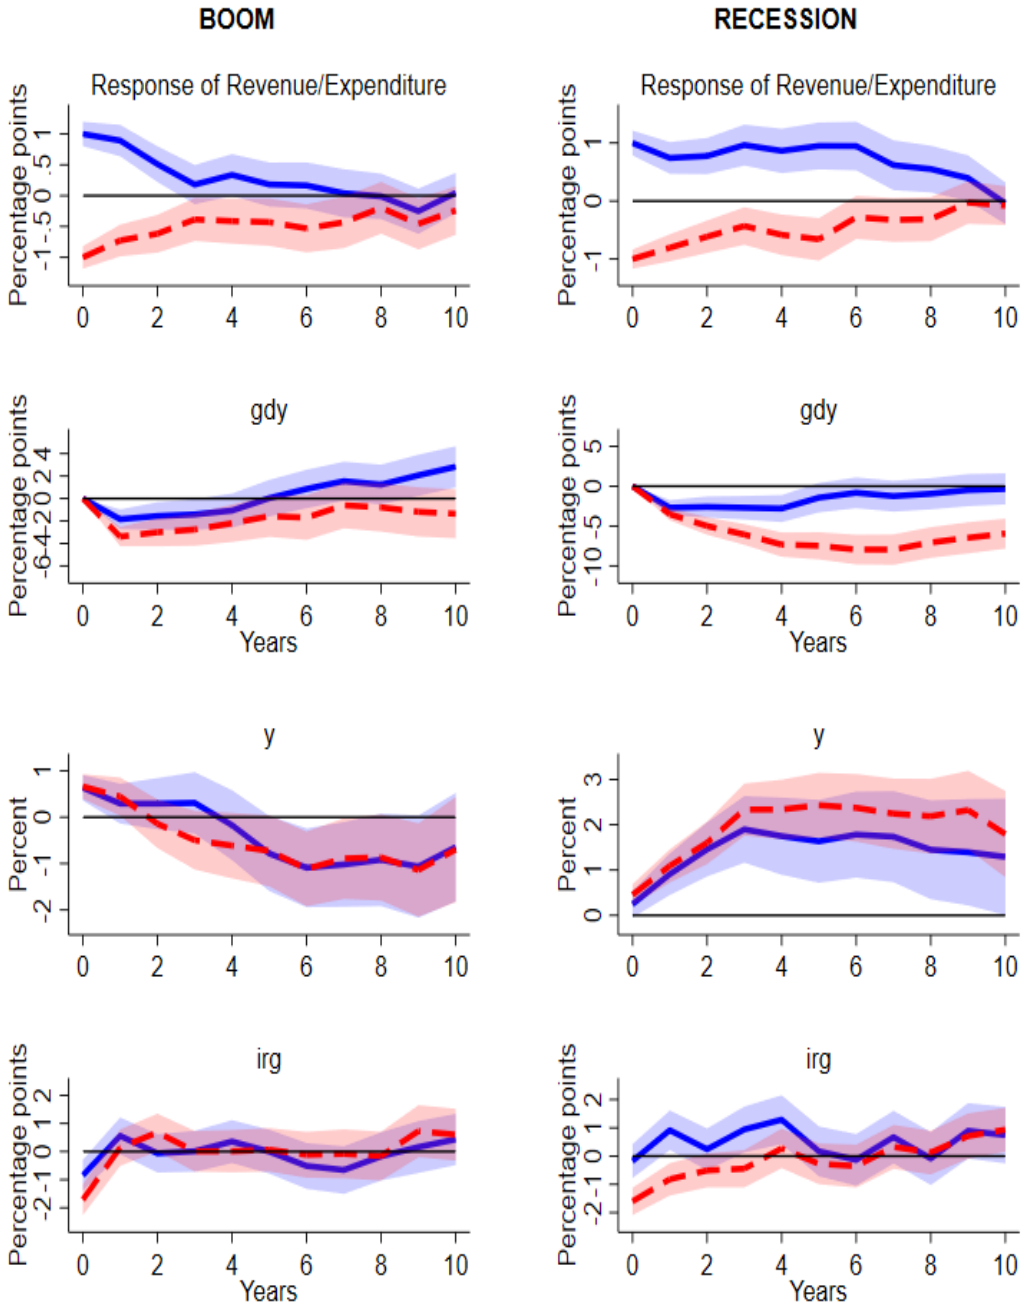 BOOM RECESSION
Response of Revenue/Expenditure Response of Revenue/Expenditure
Percentage points
1
.5
0
-.5
-1
0 2 4 6 8 10
Percentage points
1
0
-1
0 2 4 6 8 10
gdy gdy
Percentage points
4
2
0
-2
-4
-6
0 2 4 6 8 10
Years
Percentage points
5
0
-5
-10
0 2 4 6 8 10
Years
y y
Percent
1
0
-1
-2
0 2 4 6 8 10
Percent
3
2
1
0
0 2 4 6 8 10
irg irg
Percentage points
2
1
0
-1
-2
0 2 4 6 8 10
Years
Percentage points
2
1
0
-1
-2
0 2 4 6 8 10
Years